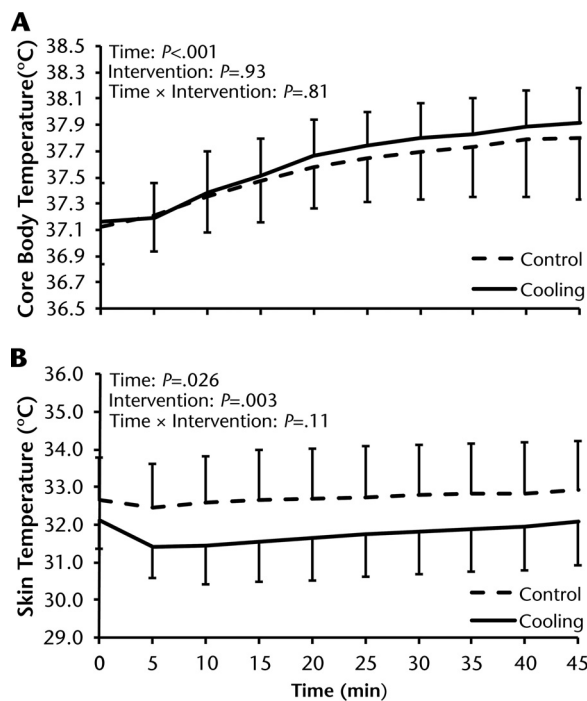 A
Core Body Temperature(°C)
38.5
38.3
38.1
37.9
37.7
37.5
37.3
37.1
36.9
36.7
36.5
Time: P<.001
Intervention: P=.93
Time × Intervention: P=.81
Control
Cooling
B
Skin Temperature (°C)
36.0
35.0
34.0
33.0
32.0
31.0
30.0
29.0
Time: P=.026
Intervention: P=.003
Time × Intervention: P=.11
Control
Cooling
0 5 10 15 20 25 30 35 40 45
Time (min)